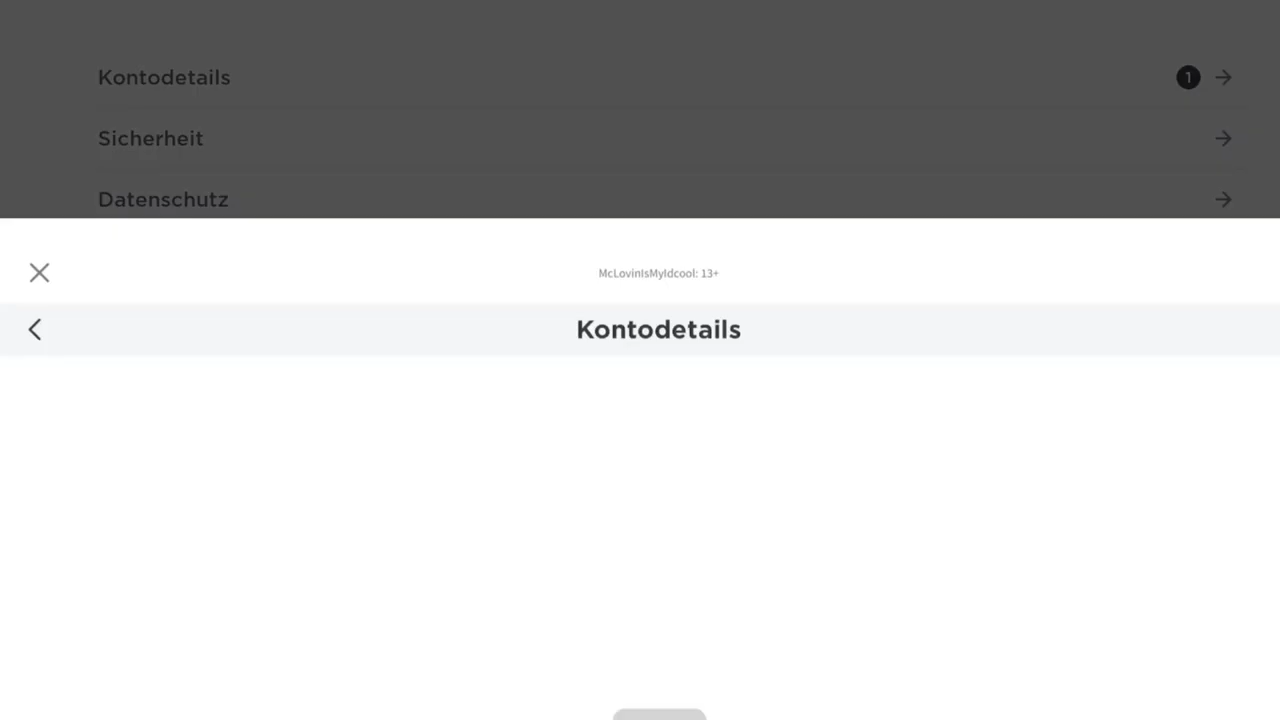 Kontodetails 1
Sicherheit
Datenschutz
McLovinIsMyIdcool: 13+
Kontodetails